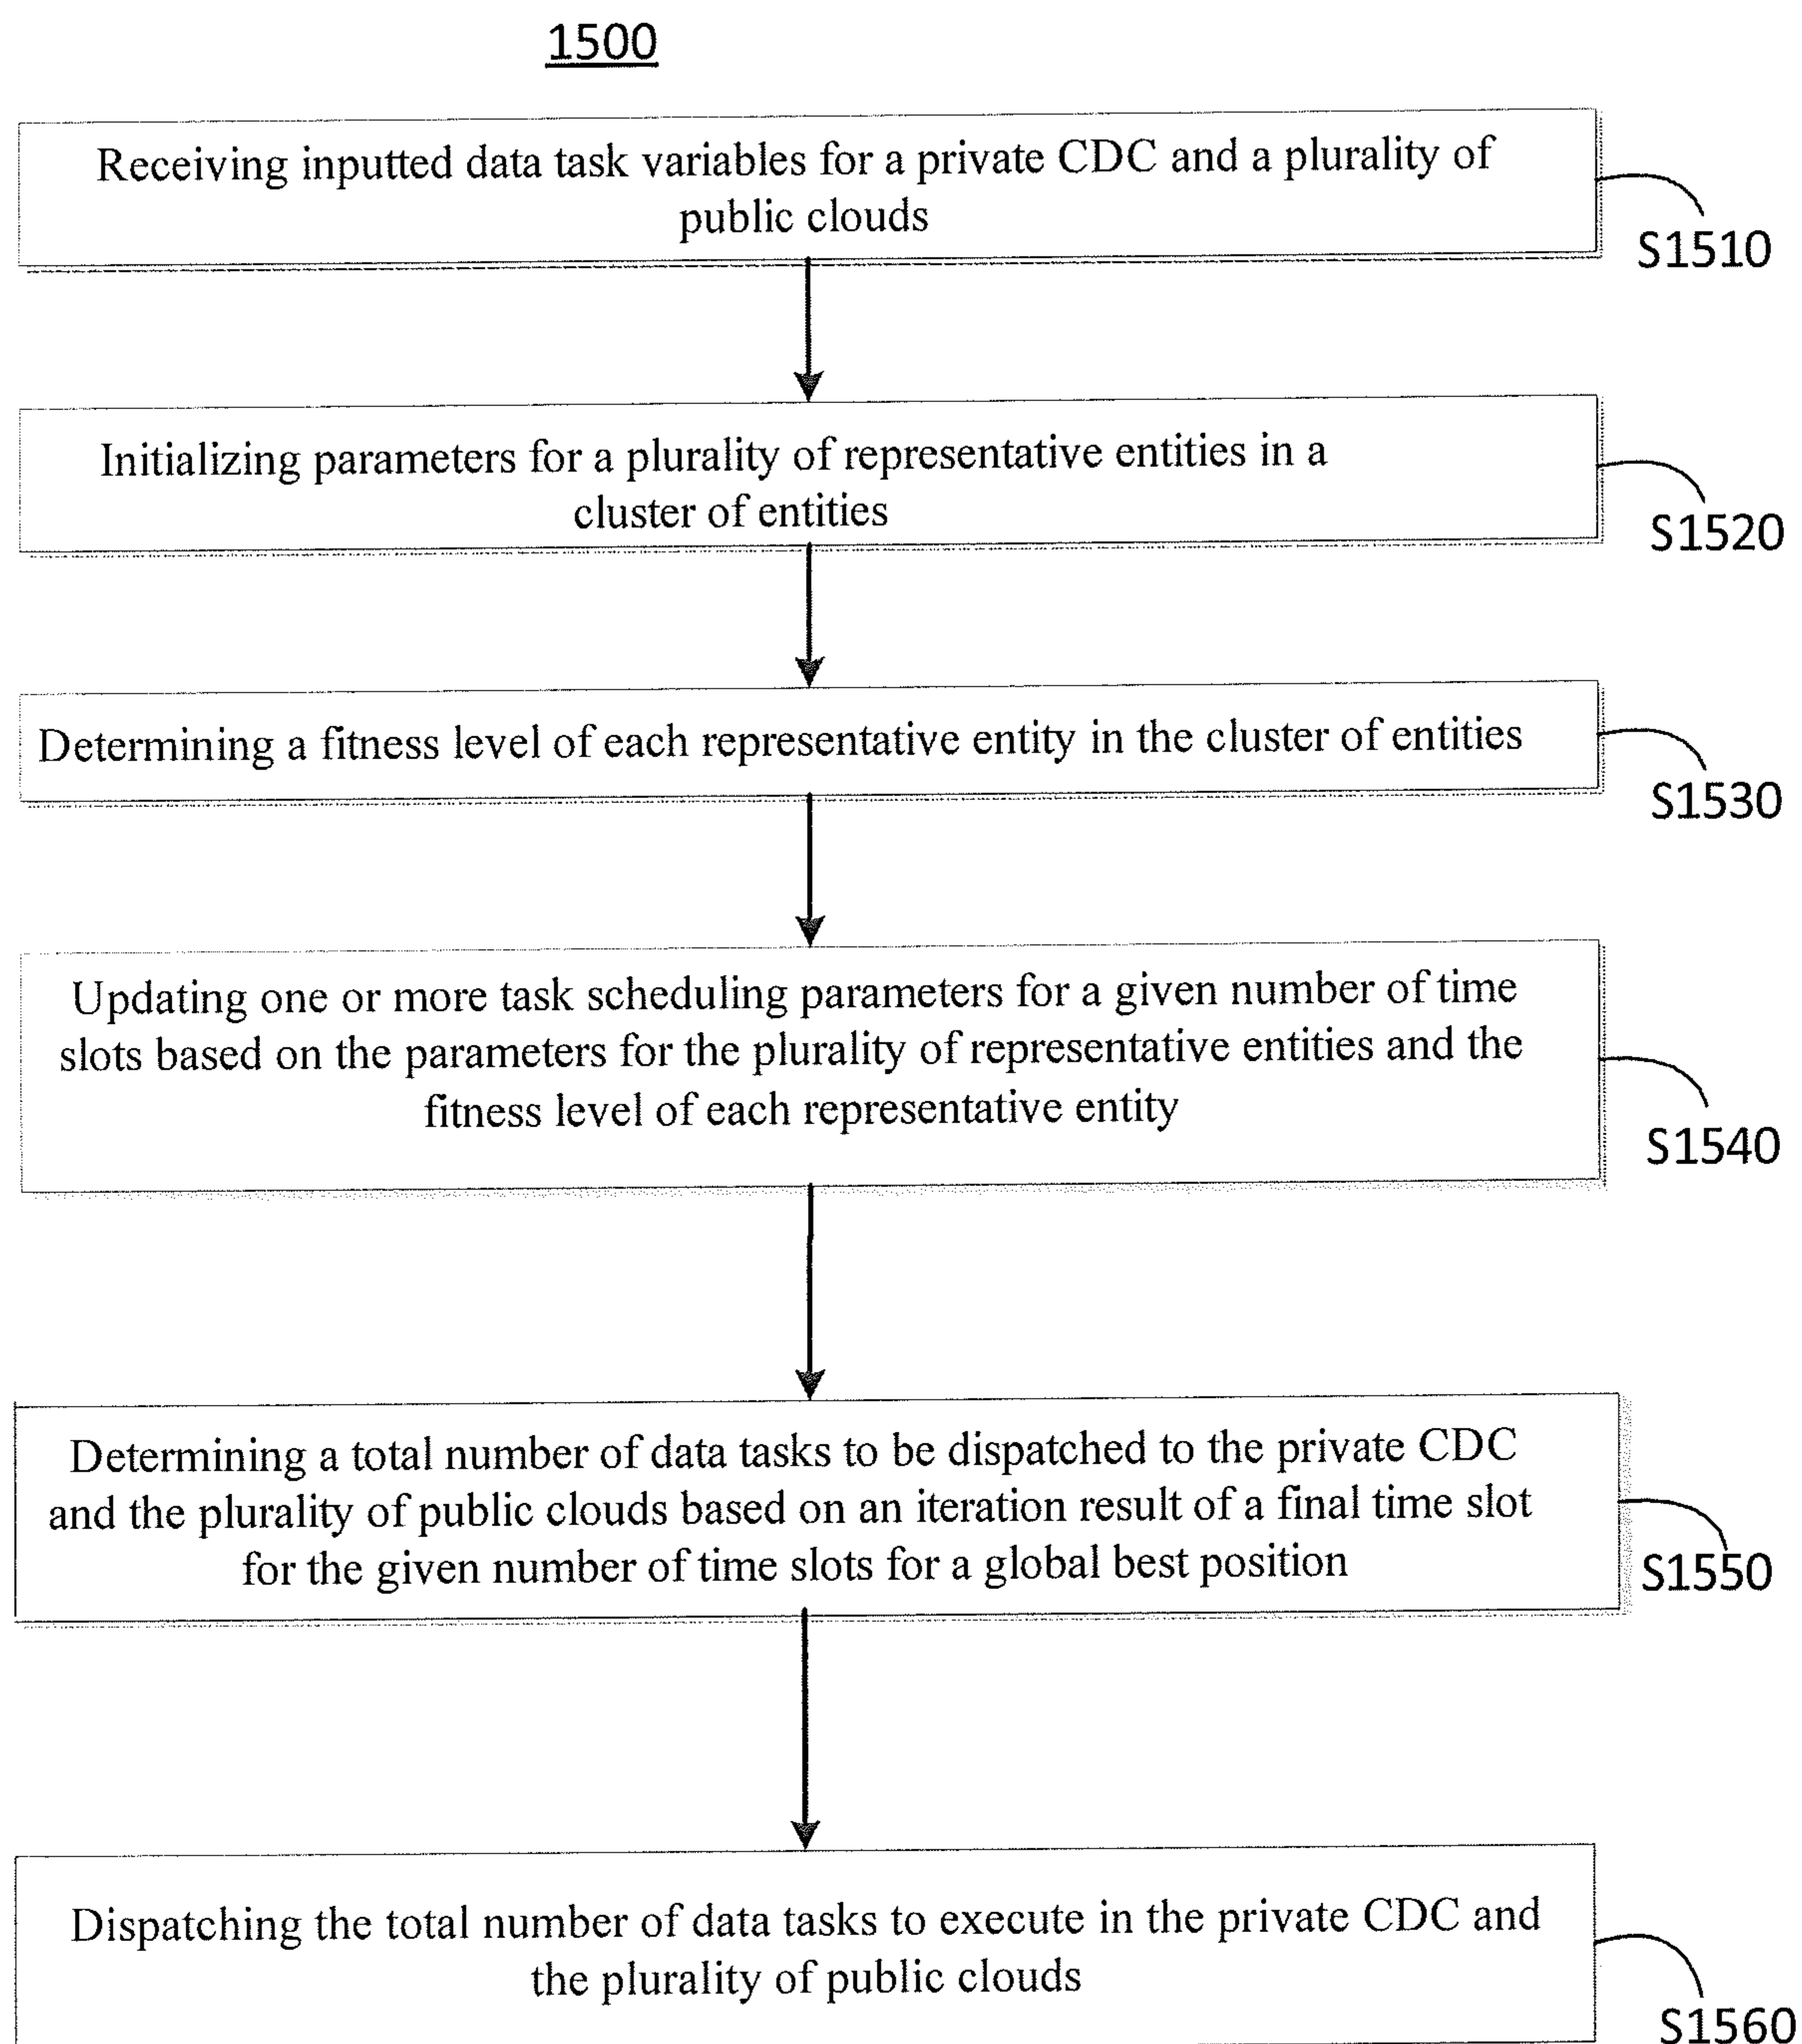 1500
Receiving inputted data task variables for a private CDC and a plurality of
public clouds
S1510
Initializing parameters for a plurality of representative entities in a
cluster of entities
S1520
Determining a fitness level of each representative entity in the cluster of entities
S1530
Updating one or more task scheduling parameters for a given number of time
slots based on the parameters for the plurality of representative entities and the
fitness level of each representative entity
S1540
Determining a total number of data tasks to be dispatched to the private CDC
and the plurality of public clouds based on an iteration result of a final time slot
for the given number of time slots for a global best position
S1550
Dispatching the total number of data tasks to execute in the private CDC and
the plurality of public clouds
S1560